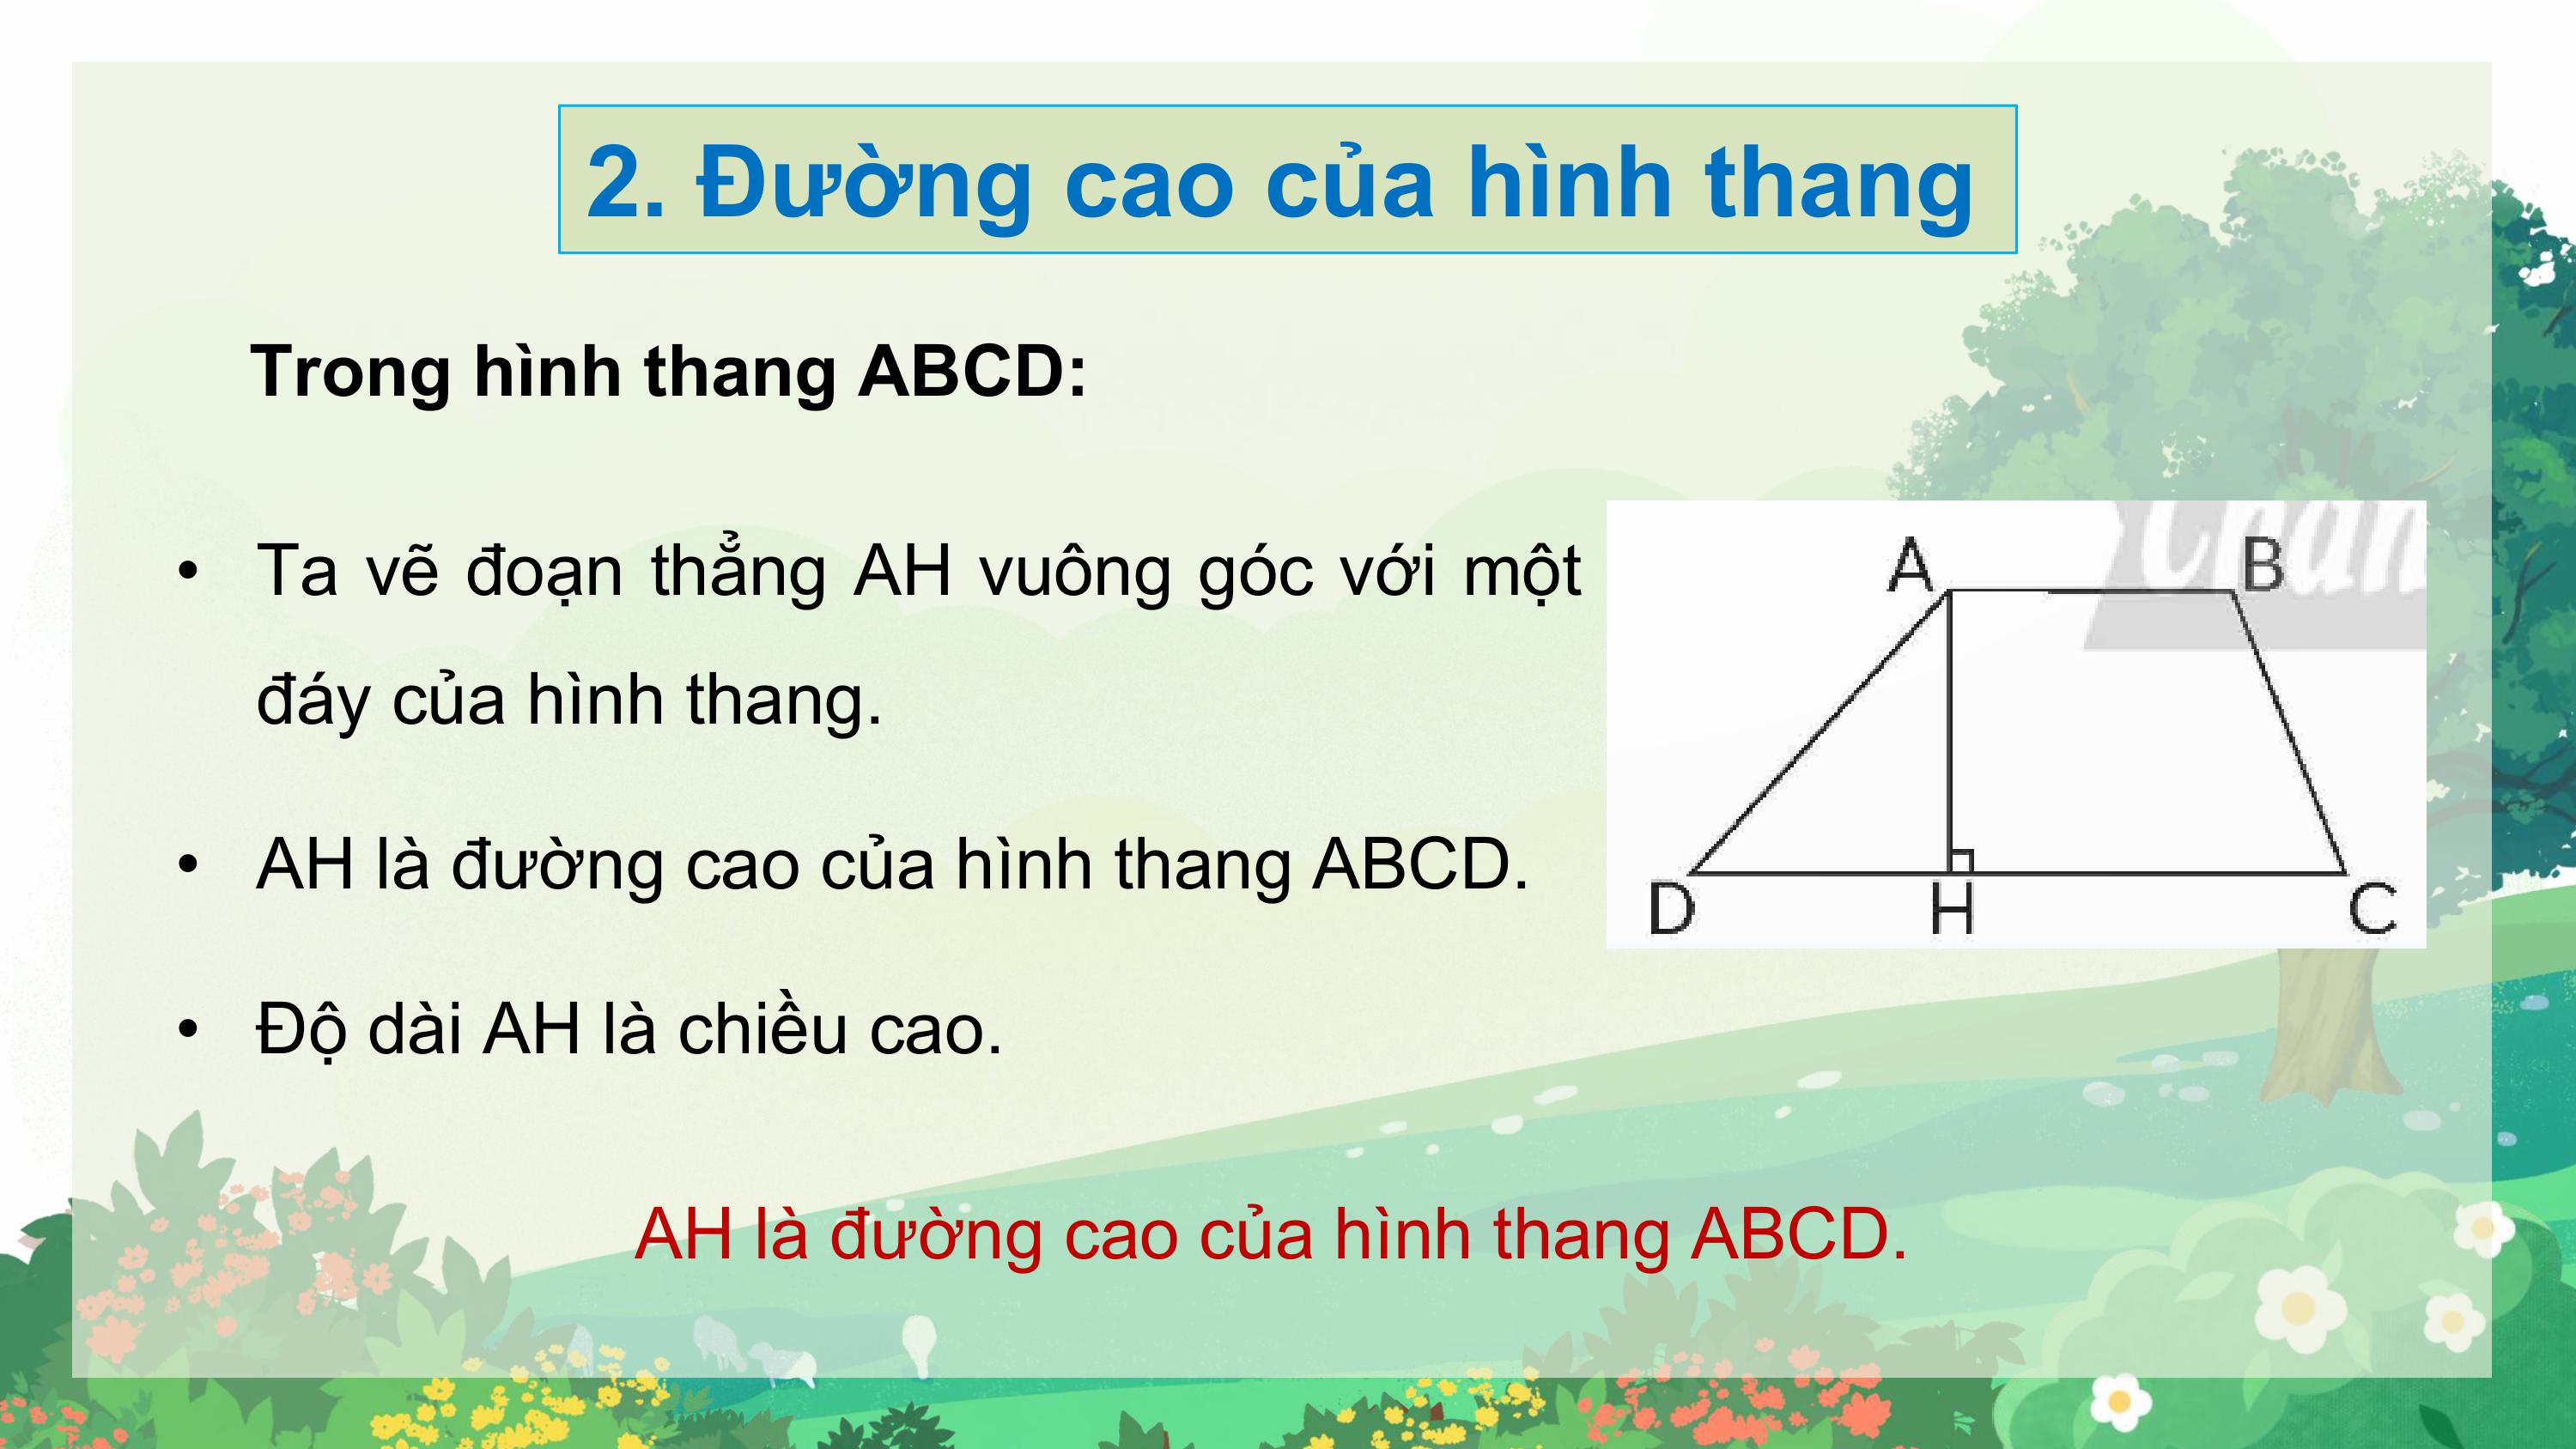 2. Đường cao của hình thang
Trong hình thang ABCD:
• Ta vẽ đoạn thẳng AH vuông góc với một
đáy của hình thang.
• AH là đường cao của hình thang ABCD.
• Độ dài AH là chiều cao.
A B
D H C
AH là đường cao của hình thang ABCD.